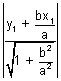 | (y₁ + bx₁/a) / √(1 + b²/a²) |